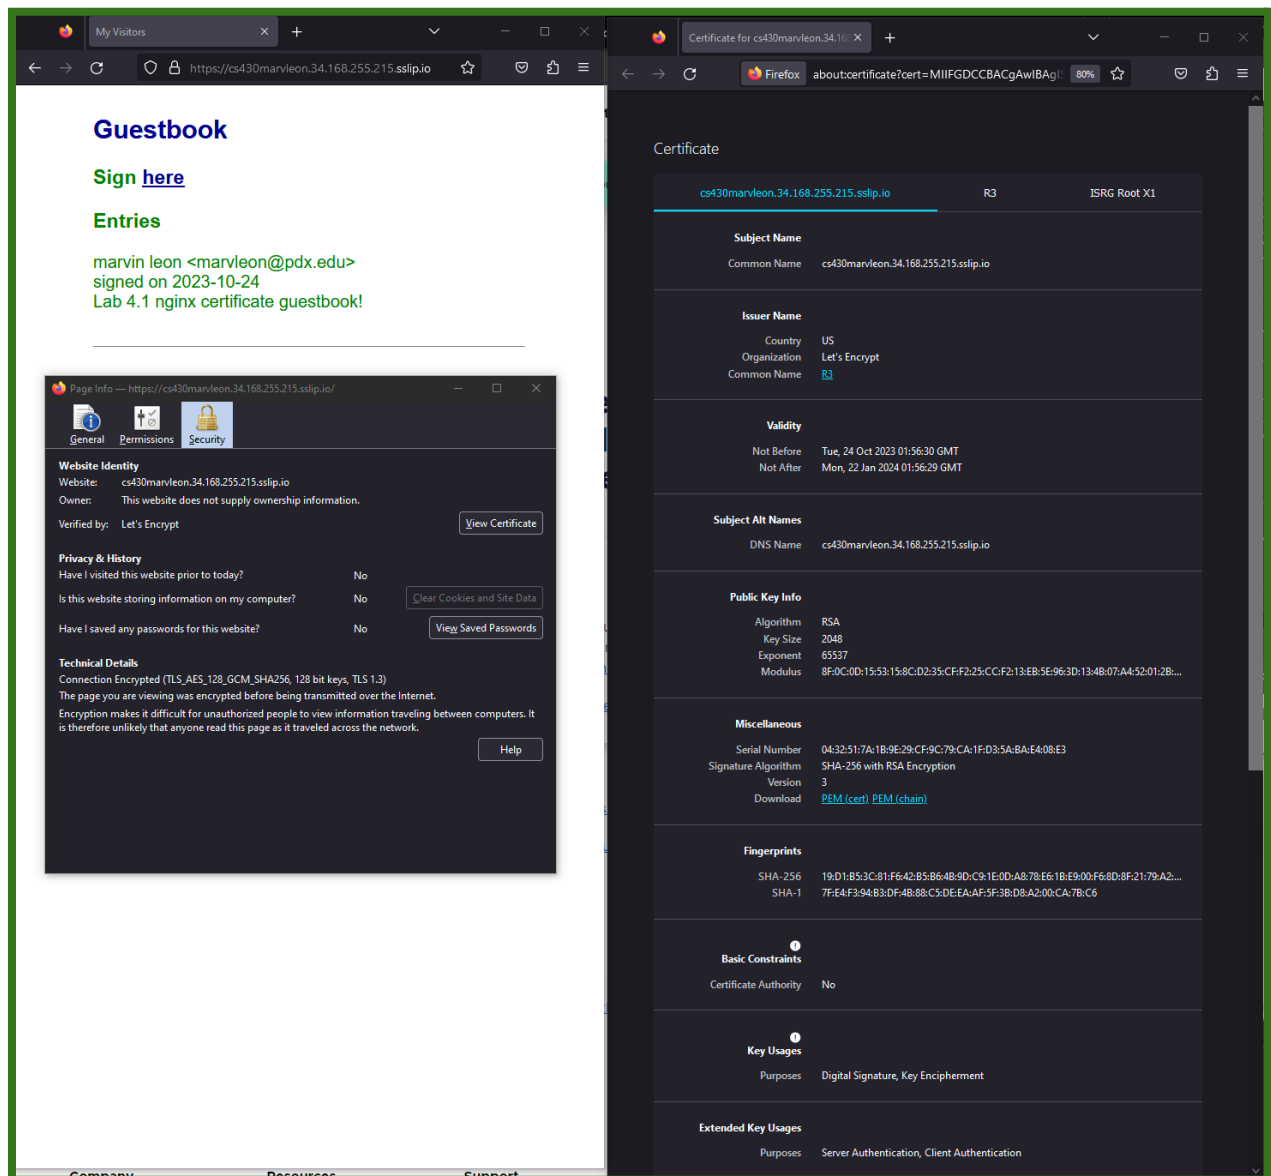 My Visitors
https://cs430marvleon.34.168.255.215.sslip.io
Guestbook
Sign here
Entries
marvin leon <marvleon@pdx.edu>
signed on 2023-10-24
Lab 4.1 nginx certificate guestbook!
Page Info — https://cs430marvleon.34.168.255.215.sslip.io/
General Permissions Security
Website Identity
Website: cs430marvleon.34.168.255.215.sslip.io
Owner: This website does not supply ownership information.
Verified by: Let's Encrypt View Certificate
Privacy & History
Have I visited this website prior to today? No
Is this website storing information on my computer? No Clear Cookies and Site Data
Have I saved any passwords for this website? No View Saved Passwords
Technical Details
Connection Encrypted (TLS_AES_128_GCM_SHA256, 128 bit keys, TLS 1.3)
The page you are viewing was encrypted before being transmitted over the Internet.
Encryption makes it difficult for unauthorized people to view information traveling between computers. It
is therefore unlikely that anyone read this page as it traveled across the network.
Help
Company Resources Support
Certificate for cs430marvleon.34.168
Firefox about:certificate?cert=MIIFGDCCBACgAwIBAgI 80%
Certificate
cs430marvleon.34.168.255.215.sslip.io R3 ISRG Root X1
Subject Name
Common Name cs430marvleon.34.168.255.215.sslip.io
Issuer Name
Country US
Organization Let's Encrypt
Common Name R3
Validity
Not Before Tue, 24 Oct 2023 01:56:30 GMT
Not After Mon, 22 Jan 2024 01:56:29 GMT
Subject Alt Names
DNS Name cs430marvleon.34.168.255.215.sslip.io
Public Key Info
Algorithm RSA
Key Size 2048
Exponent 65537
Modulus 8F:0C:0D:15:53:15:8C:D2:35:CF:F2:25:CC:F2:13:EB:5E:96:3D:13:4B:07:A4:52:01:2B:...
Miscellaneous
Serial Number 04:32:51:7A:1B:9E:29:CF:9C:79:CA:1F:D3:5A:BA:E4:08:E3
Signature Algorithm SHA-256 with RSA Encryption
Version 3
Download PEM (cert) PEM (chain)
Fingerprints
SHA-256 19:D1:B5:3C:81:F6:42:B5:B6:4B:9D:C9:1E:0D:A8:78:E6:1B:E9:00:F6:8D:8F:21:79:A2:...
SHA-1 7F:E4:F3:94:B3:DF:4B:88:C5:DE:EA:AF:5F:3B:D8:A2:00:CA:7B:C6
Basic Constraints
Certificate Authority No
Key Usages
Purposes Digital Signature, Key Encipherment
Extended Key Usages
Purposes Server Authentication, Client Authentication